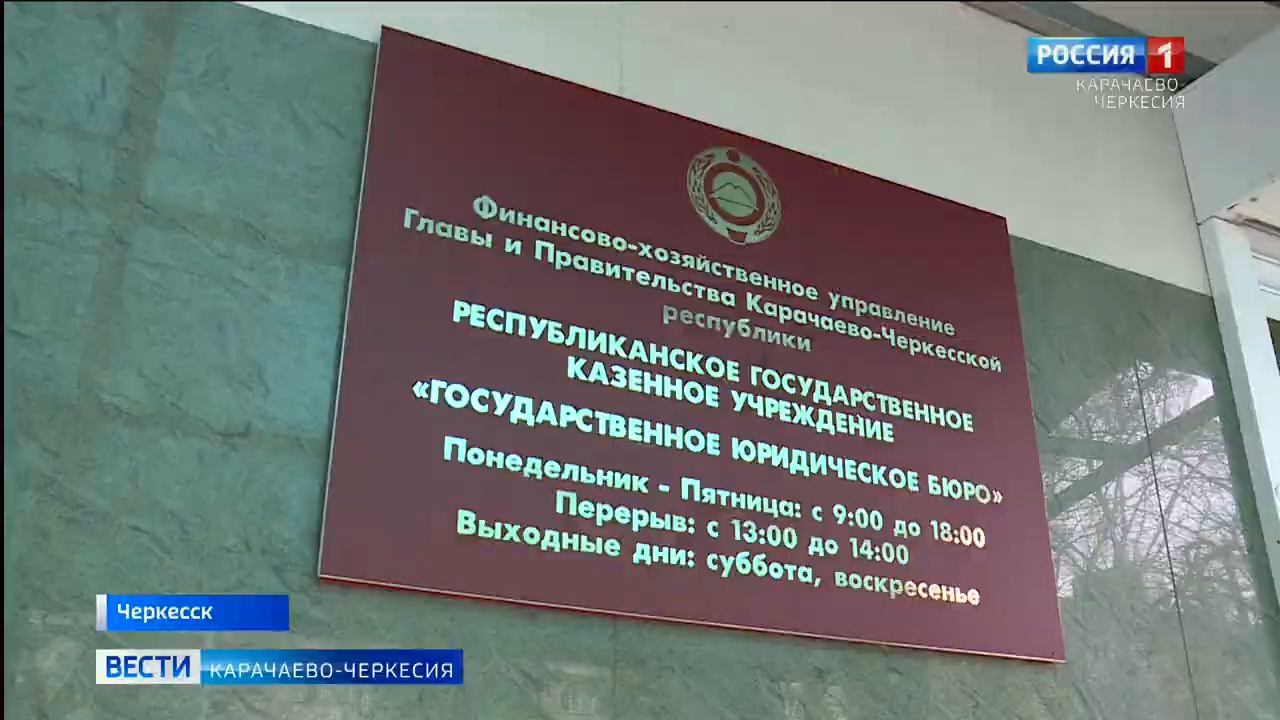 РОССИЯ 1
КАРАЧАЕВО
ЧЕРКЕСИЯ
Финансово-хозяйственное управление
Главы и Правительства Карачаево-Черкесской
республики
РЕСПУБЛИКАНСКОЕ ГОСУДАРСТВЕННОЕ
КАЗЕННОЕ УЧРЕЖДЕНИЕ
«ГОСУДАРСТВЕННОЕ ЮРИДИЧЕСКОЕ БЮРО»
Понедельник - Пятница: с 9:00 до 18:00
Перерыв: с 13:00 до 14:00
Выходные дни: суббота, воскресенье
Черкесск
ВЕСТИ КАРАЧАЕВО-ЧЕРКЕСИЯ